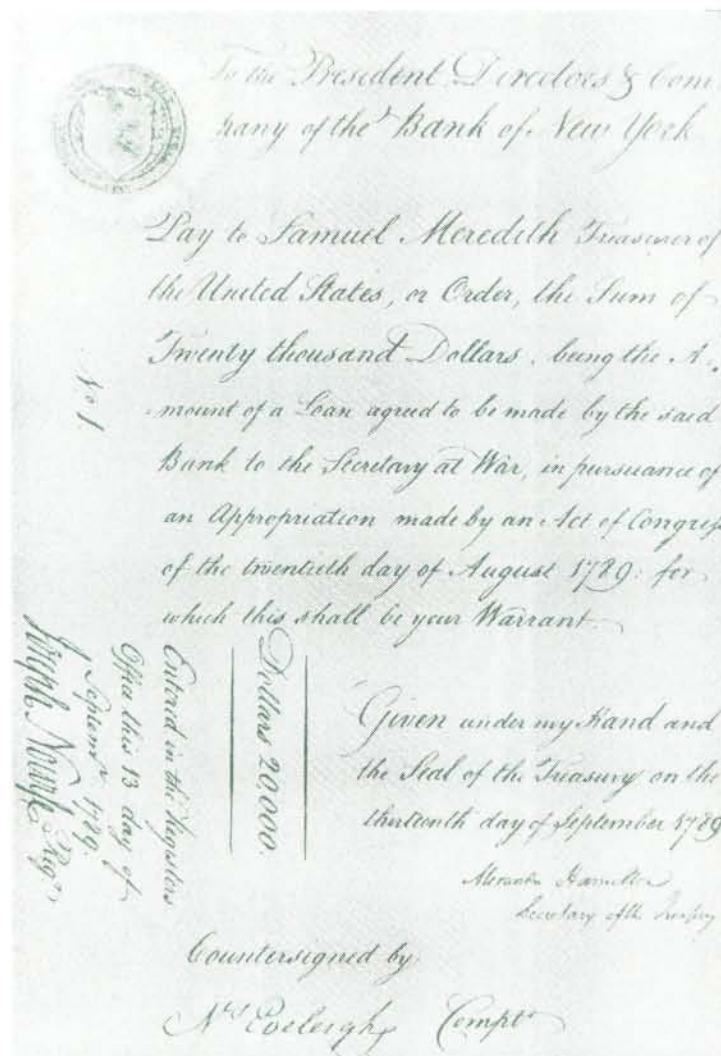 To the President, Directors & Com
pany of the Bank of New York
Pay to Samuel Meredith Treasurer of
the United States, or Order, the Sum of
Twenty thousand Dollars, being the A-
mount of a Loan agreed to be made by the said
Bank to the Secretary at War, in pursuance of
an Appropriation made by an Act of Congress
of the twentieth day of August 1789: for
which this shall be your Warrant.
No 1.
Given under my Hand and
the Seal of the Treasury on the
thirteenth day of September 1789
Alexander Hamilton
Secretary of the Treasury
Dollars 20,000.
Entered in the Registers
Office this 13 day of
Septemr 1789.
Joseph Nourse Regr
Countersigned by
Ns Eveleigh Comptr